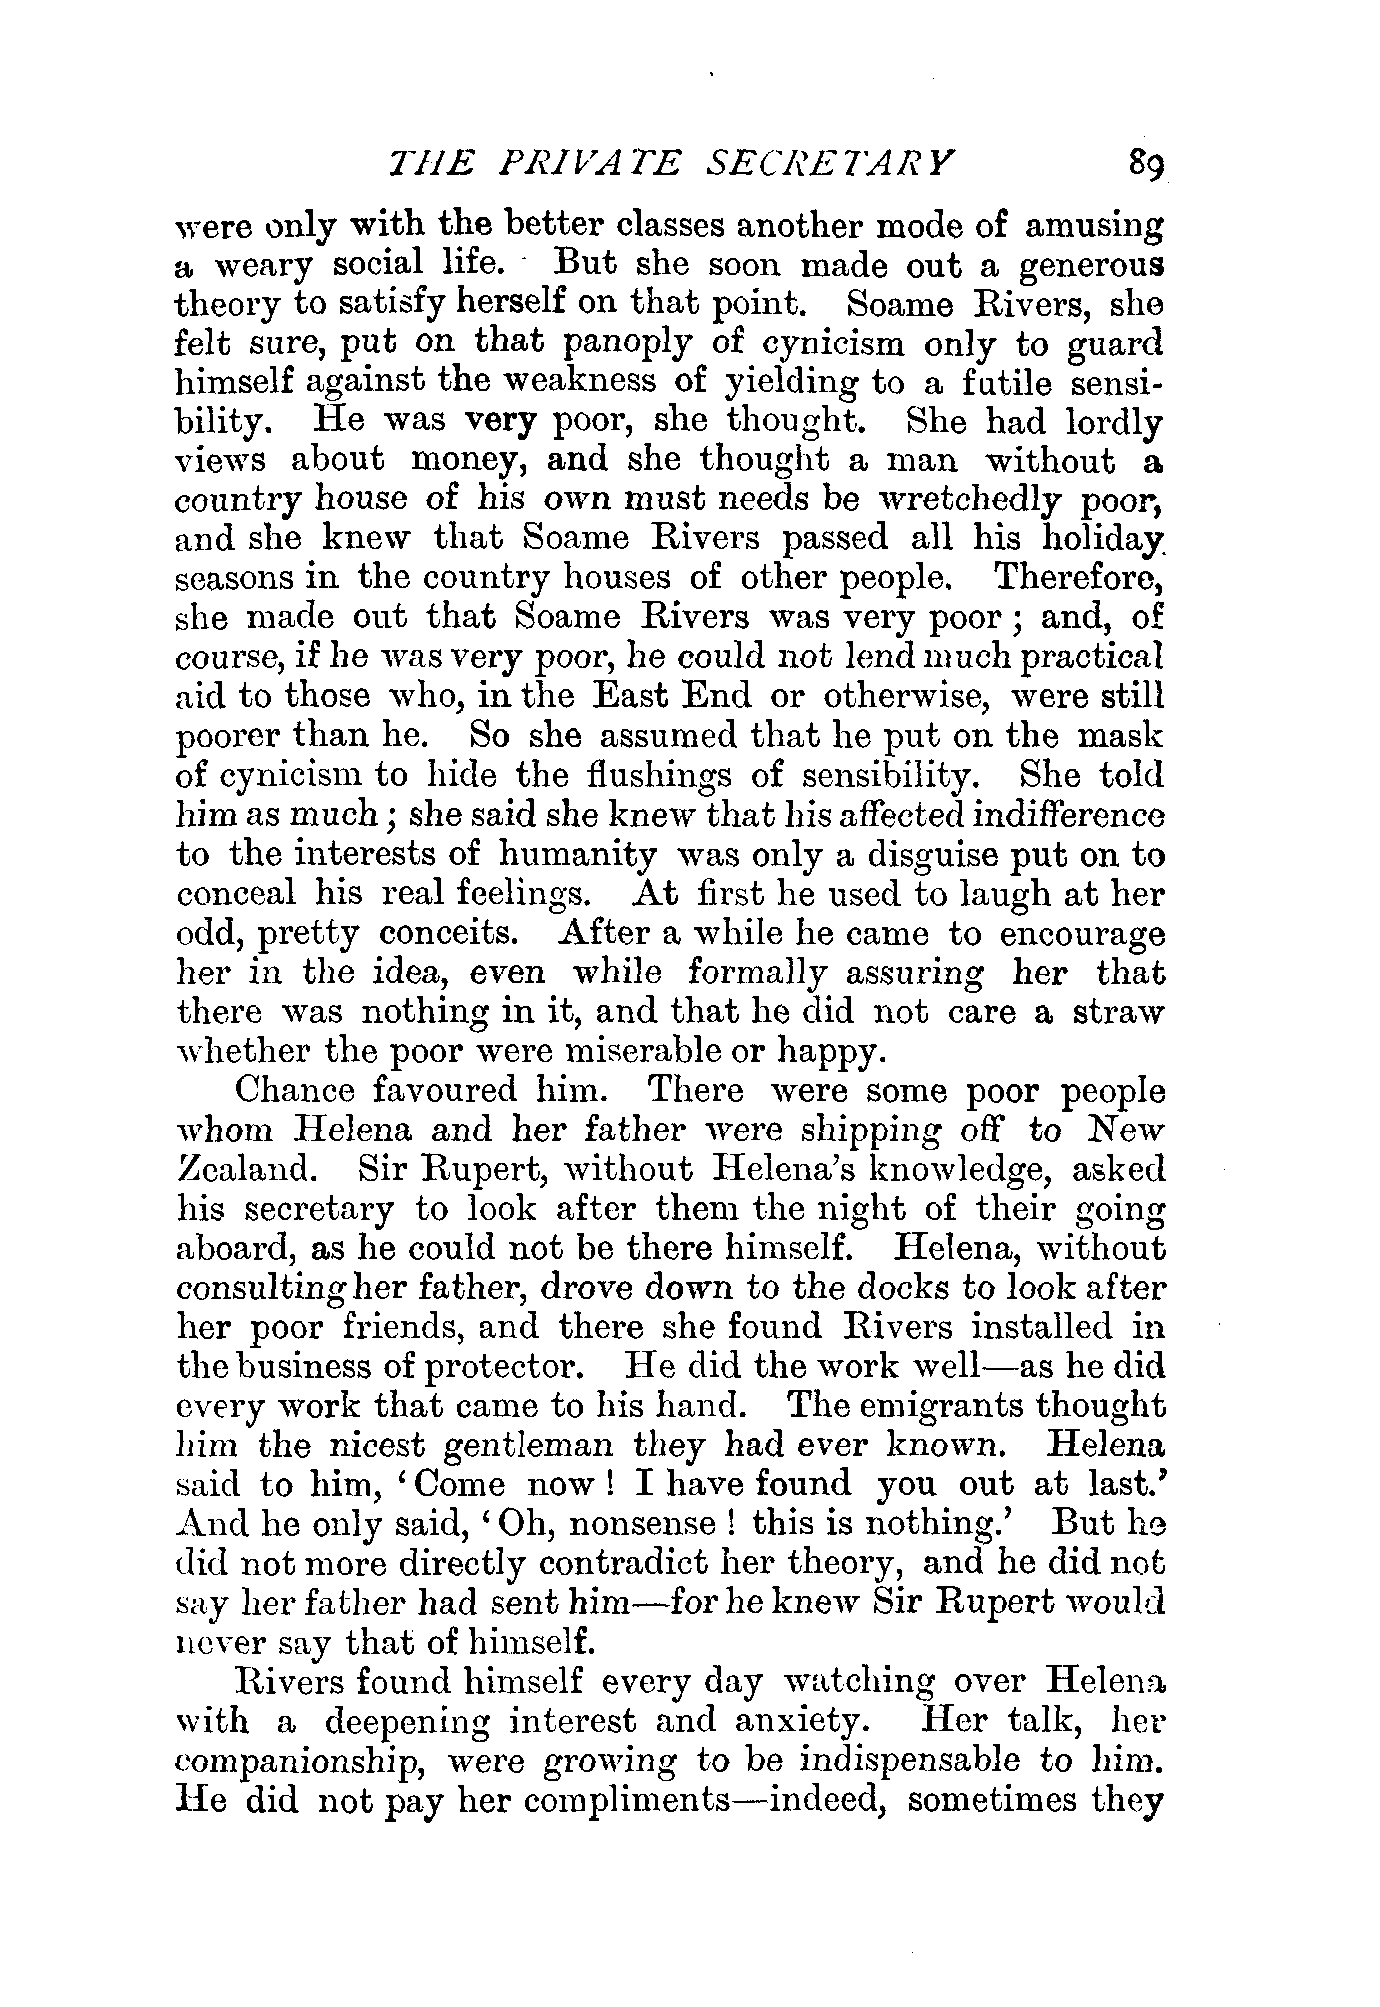 THE PRIVATE SECRETARY 89
were only with the better classes another mode of amusing
a weary social life. But she soon made out a generous
theory to satisfy herself on that point. Soame Rivers, she
felt sure, put on that panoply of cynicism only to guard
himself against the weakness of yielding to a futile sensi-
bility. He was very poor, she thought. She had lordly
views about money, and she thought a man without a
country house of his own must needs be wretchedly poor,
and she knew that Soame Rivers passed all his holiday
seasons in the country houses of other people. Therefore,
she made out that Soame Rivers was very poor ; and, of
course, if he was very poor, he could not lend much practical
aid to those who, in the East End or otherwise, were still
poorer than he. So she assumed that he put on the mask
of cynicism to hide the flushings of sensibility. She told
him as much ; she said she knew that his affected indifference
to the interests of humanity was only a disguise put on to
conceal his real feelings. At first he used to laugh at her
odd, pretty conceits. After a while he came to encourage
her in the idea, even while formally assuring her that
there was nothing in it, and that he did not care a straw
whether the poor were miserable or happy.
Chance favoured him. There were some poor people
whom Helena and her father were shipping off to New
Zealand. Sir Rupert, without Helena's knowledge, asked
his secretary to look after them the night of their going
aboard, as he could not be there himself. Helena, without
consulting her father, drove down to the docks to look after
her poor friends, and there she found Rivers installed in
the business of protector. He did the work well—as he did
every work that came to his hand. The emigrants thought
him the nicest gentleman they had ever known. Helena
said to him, ‘Come now ! I have found you out at last.’
And he only said, ‘Oh, nonsense ! this is nothing.’ But he
did not more directly contradict her theory, and he did not
say her father had sent him—for he knew Sir Rupert would
never say that of himself.
Rivers found himself every day watching over Helena
with a deepening interest and anxiety. Her talk, her
companionship, were growing to be indispensable to him.
He did not pay her compliments—indeed, sometimes they